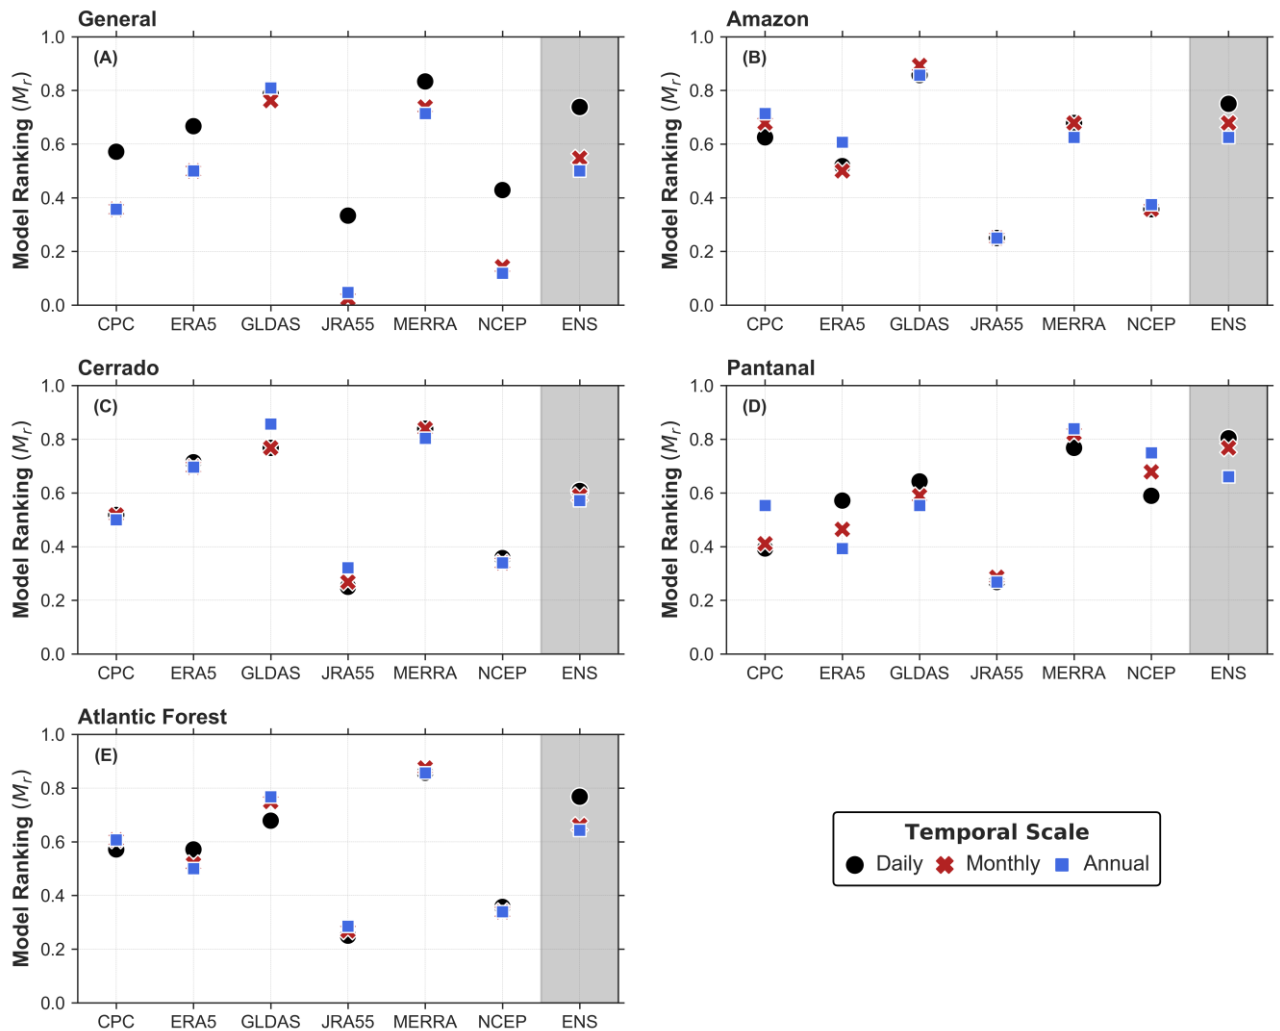 General
(A)
Model Ranking (Mr)
1.0
0.8
0.6
0.4
0.2
0.0
CPC ERA5 GLDAS JRA55 MERRA NCEP ENS
Amazon
(B)
Model Ranking (Mr)
1.0
0.8
0.6
0.4
0.2
0.0
CPC ERA5 GLDAS JRA55 MERRA NCEP ENS
Cerrado
(C)
Model Ranking (Mr)
1.0
0.8
0.6
0.4
0.2
0.0
CPC ERA5 GLDAS JRA55 MERRA NCEP ENS
Pantanal
(D)
Model Ranking (Mr)
1.0
0.8
0.6
0.4
0.2
0.0
CPC ERA5 GLDAS JRA55 MERRA NCEP ENS
Atlantic Forest
(E)
Model Ranking (Mr)
1.0
0.8
0.6
0.4
0.2
0.0
CPC ERA5 GLDAS JRA55 MERRA NCEP ENS
Temporal Scale
Daily Monthly Annual